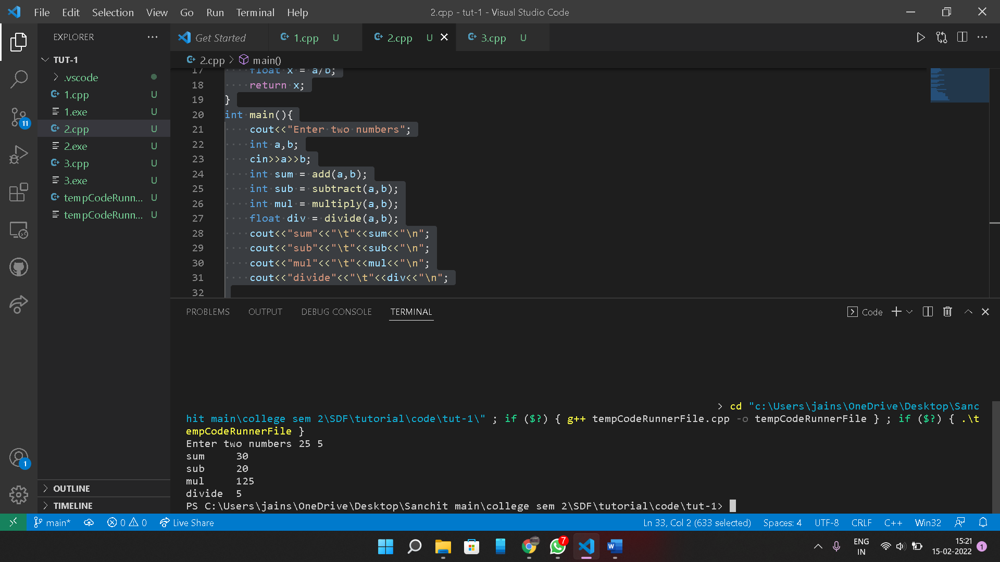 File Edit Selection View Go Run Terminal Help
2.cpp - tut-1 - Visual Studio Code
EXPLORER
TUT-1
.vscode
1.cpp U
1.exe U
2.cpp U
2.exe U
3.cpp U
3.exe U
tempCodeRunn... U
tempCodeRunn... U
OUTLINE
TIMELINE
Get Started
1.cpp U
2.cpp U
3.cpp U
2.cpp > main()
17 float x = a/b;
18 return x;
19 }
20 int main(){
21 cout<<"Enter two numbers";
22 int a,b;
23 cin>>a>>b;
24 int sum = add(a,b);
25 int sub = subtract(a,b);
26 int mul = multiply(a,b);
27 float div = divide(a,b);
28 cout<<"sum"<<"\t"<<sum<<"\n";
29 cout<<"sub"<<"\t"<<sub<<"\n";
30 cout<<"mul"<<"\t"<<mul<<"\n";
31 cout<<"divide"<<"\t"<<div<<"\n";
32
PROBLEMS OUTPUT DEBUG CONSOLE TERMINAL
Code
> cd "c:\Users\jains\OneDrive\Desktop\Sanc
hit main\college sem 2\SDF\tutorial\code\tut-1\" ; if ($?) { g++ tempCodeRunnerFile.cpp -o tempCodeRunnerFile } ; if ($?) { .\t
empCodeRunnerFile }
Enter two numbers 25 5
sum 30
sub 20
mul 125
divide 5
PS C:\Users\jains\OneDrive\Desktop\Sanchit main\college sem 2\SDF\tutorial\code\tut-1>
11
1
main* 0 0 Live Share
Ln 33, Col 2 (633 selected) Spaces: 4 UTF-8 CRLF C++ Win32
7
W
ENG
IN
15:21
15-02-2022
1